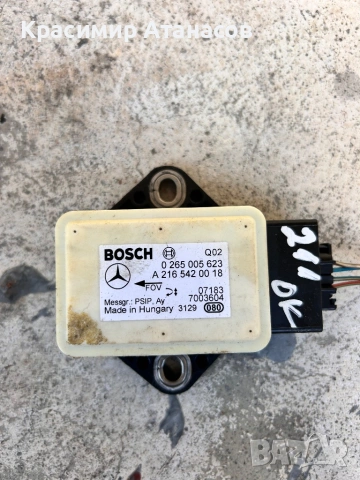 Красимир Атанасов
BOSCH Q02
0 265 005 623
A 216 542 00 18
FOV 07183
Messgr.: PSIP, Ay 7003604
Made in Hungary 3129 080
211
OK
BAZAR